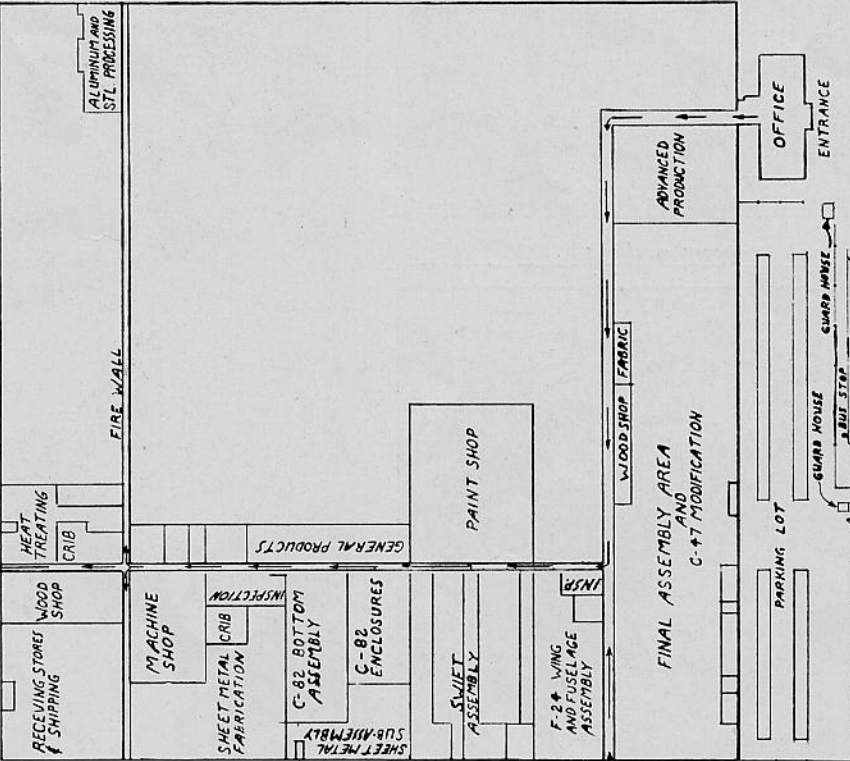 ALUMINUM AND
STL. PROCESSING
FIRE WALL
OFFICE
ENTRANCE
ADVANCED
PRODUCTION
GUARD HOUSE
FABRIC
WOOD SHOP
BUS STOP
GUARD HOUSE
PAINT SHOP
FINAL ASSEMBLY AREA
AND
C-47 MODIFICATION
PARKING LOT
HEAT
TREATING
CRIB
GENERAL PRODUCTS
WOOD
SHOP
RECEVING STORES
& SHIPPING
MACHINE
SHOP
INSPECTION
CRIB
SHEET METAL
FABRICATION
C-82 BOTTOM
ASSEMBLY
C-82
ENCLOSURES
SHEET METAL
SUB-ASSEMBLY
SWIFT
ASSEMBLY
INSP.
F-24 WING
AND FUSELAGE
ASSEMBLY